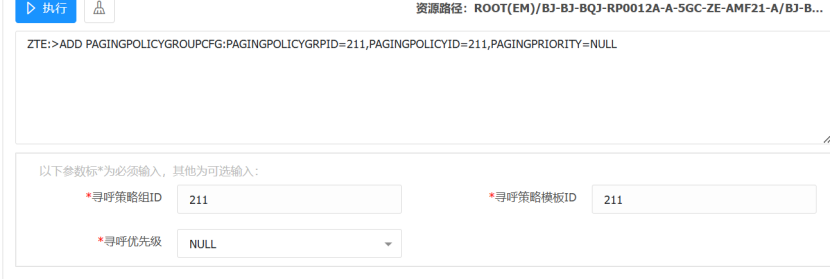 执行
资源路径：ROOT(EM)/BJ-BJ-BQJ-RP0012A-A-5GC-ZE-AMF21-A/BJ-B...
ZTE:>ADD PAGINGPOLICYGROUPCFG:PAGINGPOLICYGRPID=211,PAGINGPOLICYID=211,PAGINGPRIORITY=NULL
以下参数标*为必须输入，其他为可选输入：
*寻呼策略组ID 211 *寻呼策略模板ID 211
*寻呼优先级 NULL